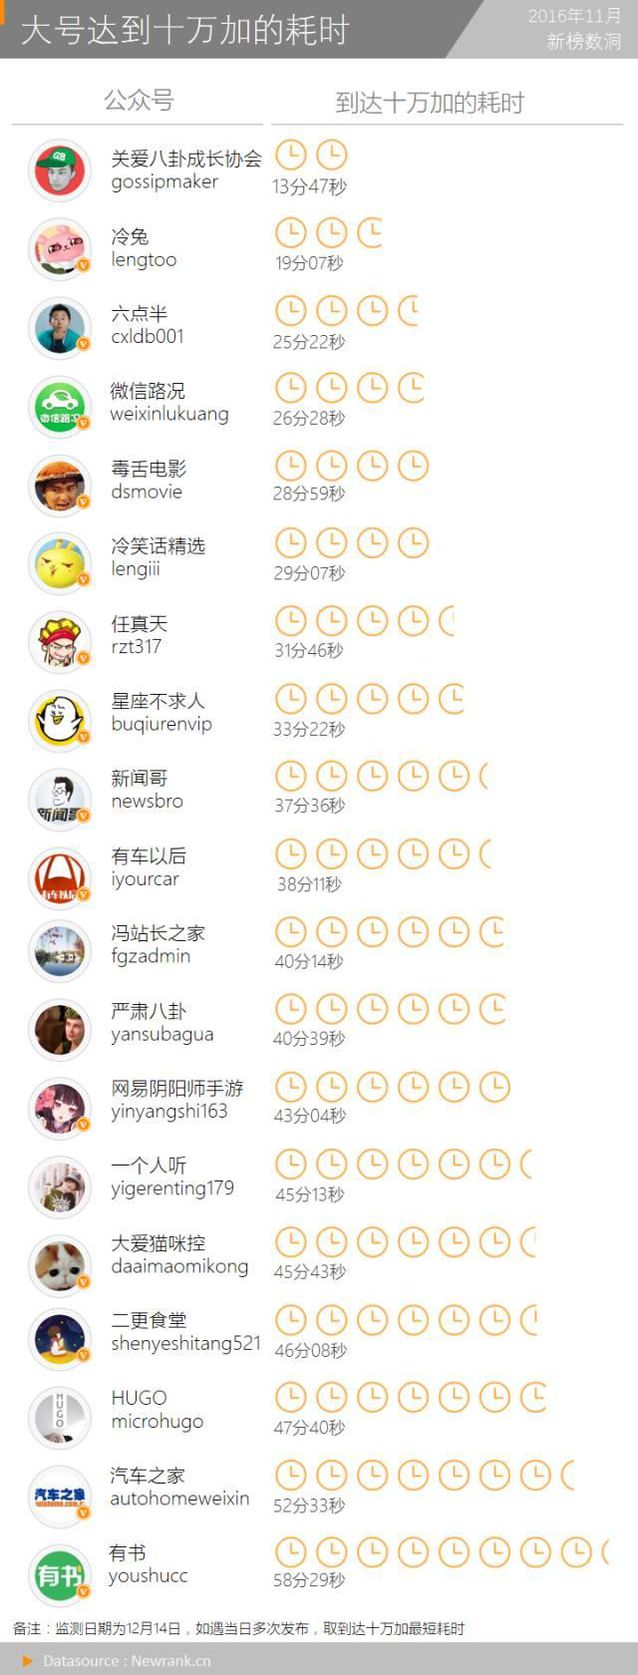 大号达到十万加的耗时
2016年11月
新榜数洞
公众号
到达十万加的耗时
关爱八卦成长协会
gossipmaker
13分47秒
冷兔
lengtoo
19分07秒
六点半
cxldb001
25分22秒
微信路况
weixinlukuang
26分28秒
毒舌电影
dsmovie
28分59秒
冷笑话精选
lengiii
29分07秒
任真天
rzt317
31分46秒
星座不求人
buqiurenvip
33分22秒
新闻哥
newsbro
37分36秒
有车以后
iyourcar
38分11秒
冯站长之家
fgzadmin
40分14秒
严肃八卦
yansubagua
40分39秒
网易阴阳师手游
yinyangshi163
43分04秒
一个人听
yigerenting179
45分13秒
大爱猫咪控
daaimaomikong
45分43秒
二更食堂
shenyeshitang521
46分08秒
HUGO
HUGO
microhugo
47分40秒
汽车之家
汽车之家
autohomeweixin
52分33秒
有书
有书
youshucc
58分29秒
备注：监测日期为12月14日，如遇当日多次发布，取到达十万加最短耗时
Datasource : Newrank.cn